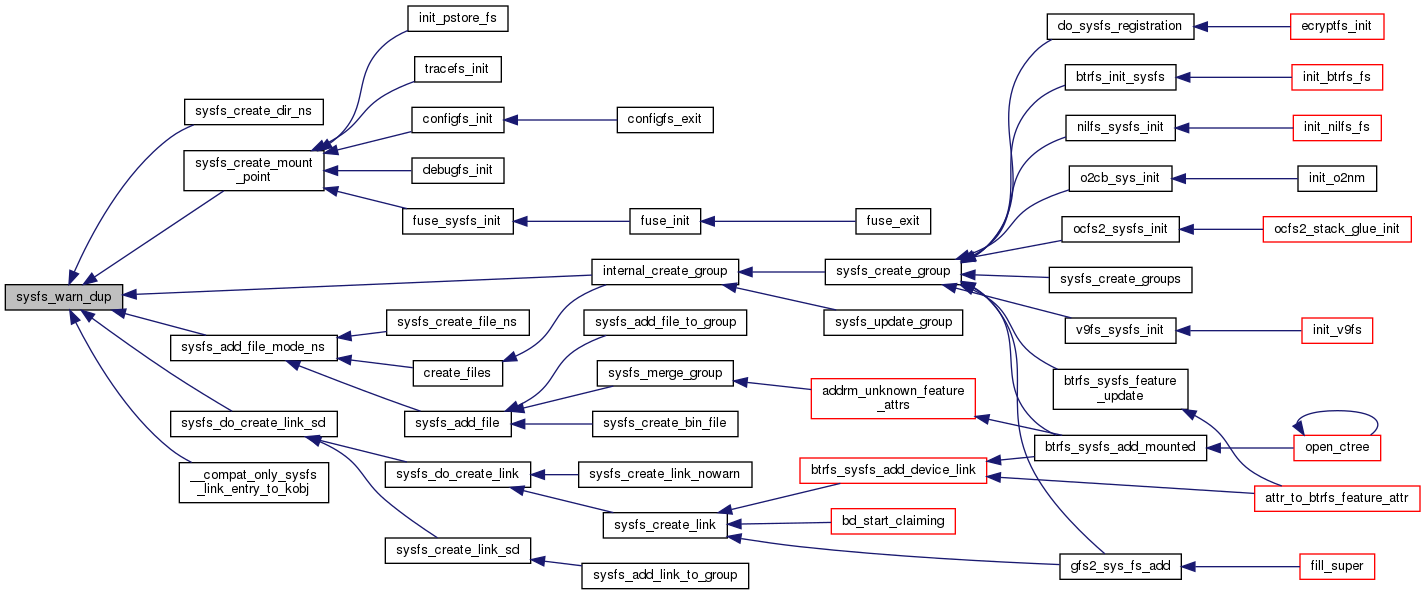 init_pstore_fs
do_sysfs_registration
ecryptfs_init
tracefs_init
btrfs_init_sysfs
init_btrfs_fs
sysfs_create_dir_ns
configfs_init
configfs_exit
nilfs_sysfs_init
init_nilfs_fs
sysfs_create_mount
_point
debugfs_init
o2cb_sys_init
init_o2nm
fuse_sysfs_init
fuse_init
fuse_exit
ocfs2_sysfs_init
ocfs2_stack_glue_init
sysfs_warn_dup
internal_create_group
sysfs_create_group
sysfs_create_groups
sysfs_create_file_ns
sysfs_add_file_to_group
sysfs_update_group
v9fs_sysfs_init
init_v9fs
sysfs_add_file_mode_ns
create_files
sysfs_merge_group
addrm_unknown_feature
_attrs
btrfs_sysfs_feature
_update
sysfs_do_create_link_sd
sysfs_add_file
sysfs_create_bin_file
btrfs_sysfs_add_mounted
open_ctree
__compat_only_sysfs
_link_entry_to_kobj
sysfs_do_create_link
sysfs_create_link_nowarn
btrfs_sysfs_add_device_link
attr_to_btrfs_feature_attr
sysfs_create_link
bd_start_claiming
sysfs_create_link_sd
sysfs_add_link_to_group
gfs2_sys_fs_add
fill_super